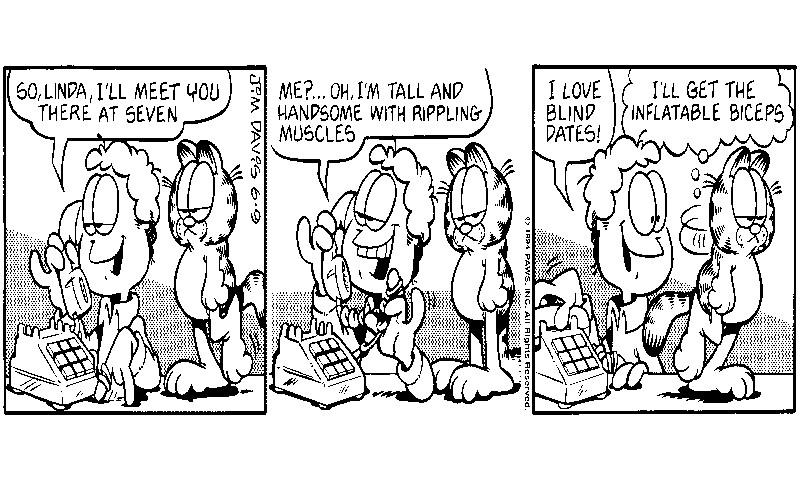 SO, LINDA, I'LL MEET YOU
THERE AT SEVEN
JIM DAVIS 6-9
ME?... OH, I'M TALL AND
HANDSOME WITH RIPPLING
MUSCLES
© 1994 PAWS, INC. All Rights Reserved.
I LOVE
BLIND
DATES!
I'LL GET THE
INFLATABLE BICEPS